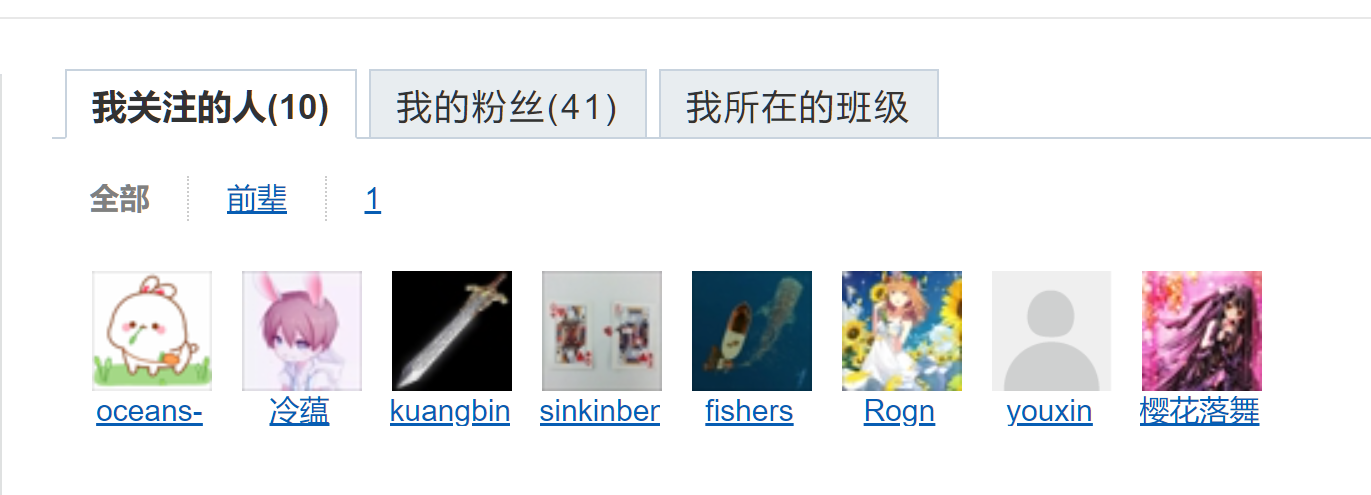 我关注的人(10) 我的粉丝(41) 我所在的班级
全部 前辈 1
oceans- 冷蕴 kuangbin sinkinber fishers Rogn youxin 樱花落舞